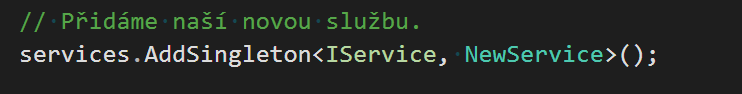 // Přidáme naší novou službu.
services.AddSingleton<IService, NewService>();